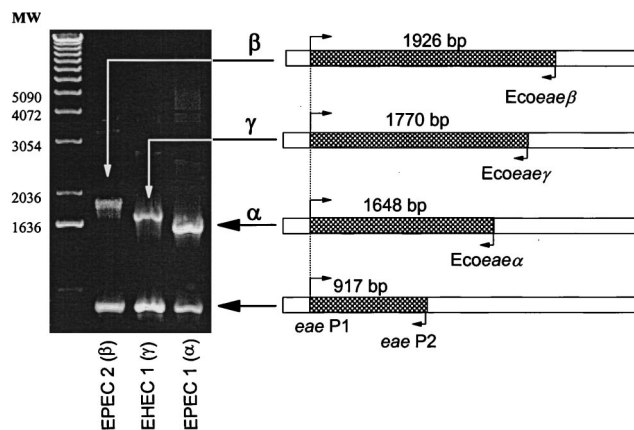 MW
5090
4072
3054
2036
1636
β
γ
α
1926 bp
Ecoeaeβ
1770 bp
Ecoeaeγ
1648 bp
Ecoeaeα
917 bp
eae P1
eae P2
EPEC 2 (β)
EHEC 1 (γ)
EPEC 1 (α)